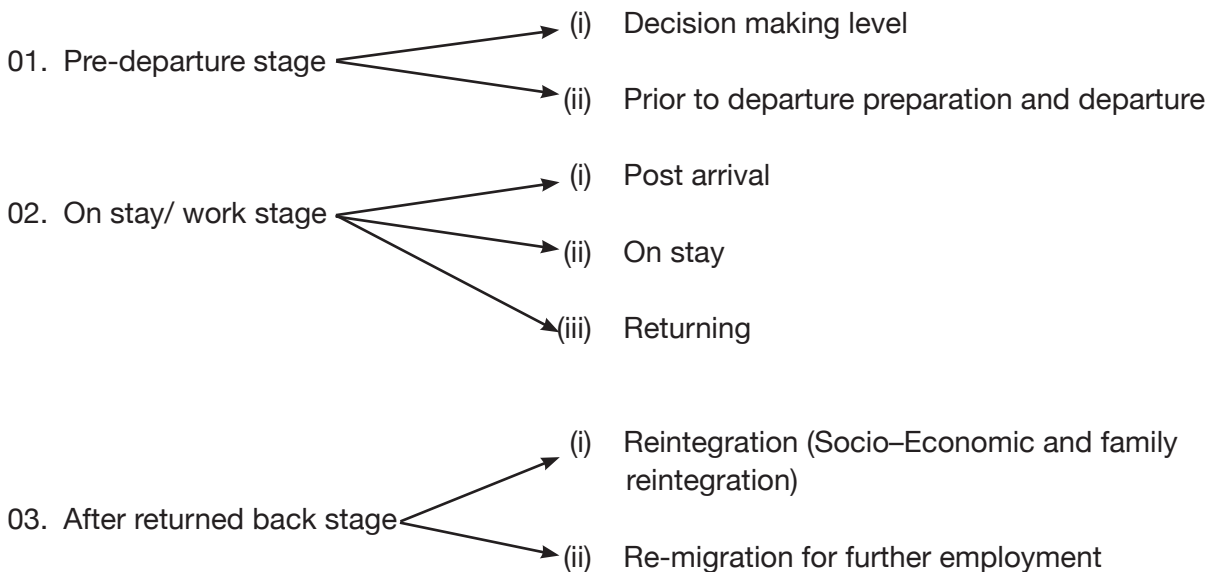 (i) Decision making level
01. Pre-departure stage
(ii) Prior to departure preparation and departure
(i) Post arrival
02. On stay/ work stage
(ii) On stay
(iii) Returning
(i) Reintegration (Socio–Economic and family
reintegration)
03. After returned back stage
(ii) Re-migration for further employment